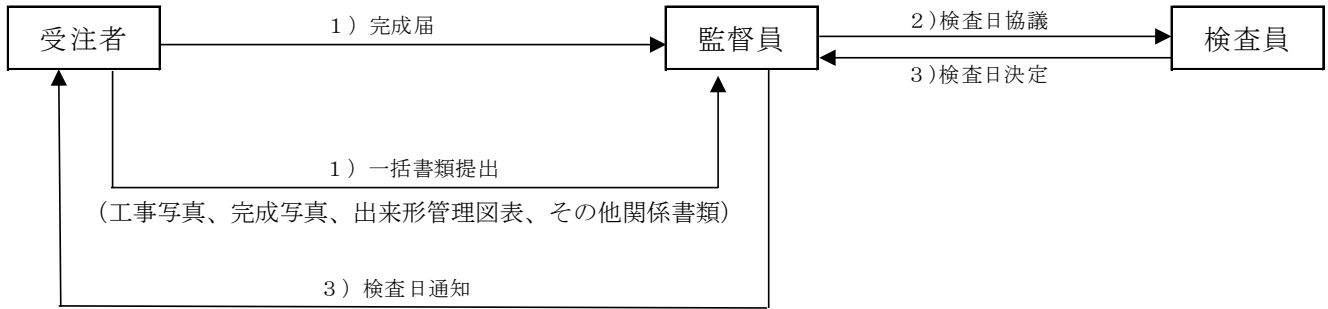 受注者
1）完成届
監督員
2)検査日協議
検査員
3)検査日決定
1）一括書類提出
（工事写真、完成写真、出来形管理図表、その他関係書類）
3）検査日通知